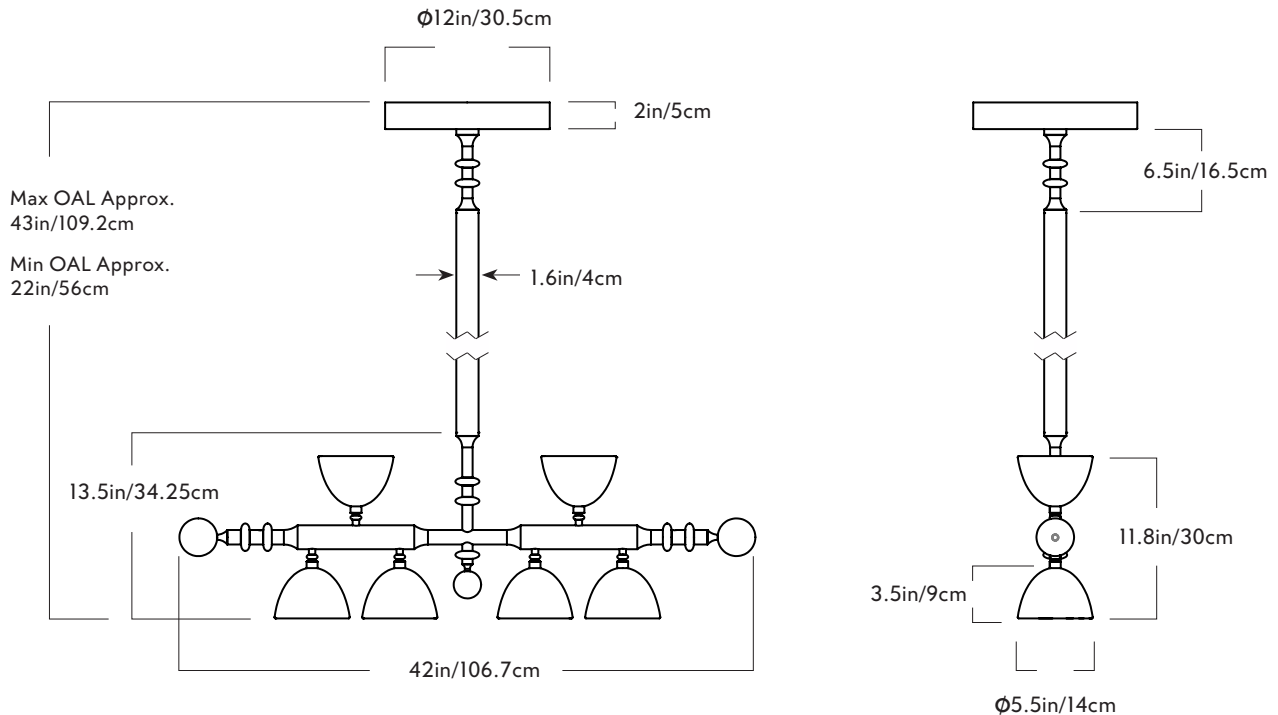 ϕ12in/30.5cm
2in/5cm
6.5in/16.5cm
Max OAL Approx.
43in/109.2cm
Min OAL Approx.
22in/56cm
1.6in/4cm
13.5in/34.25cm
11.8in/30cm
3.5in/9cm
42in/106.7cm
ϕ5.5in/14cm